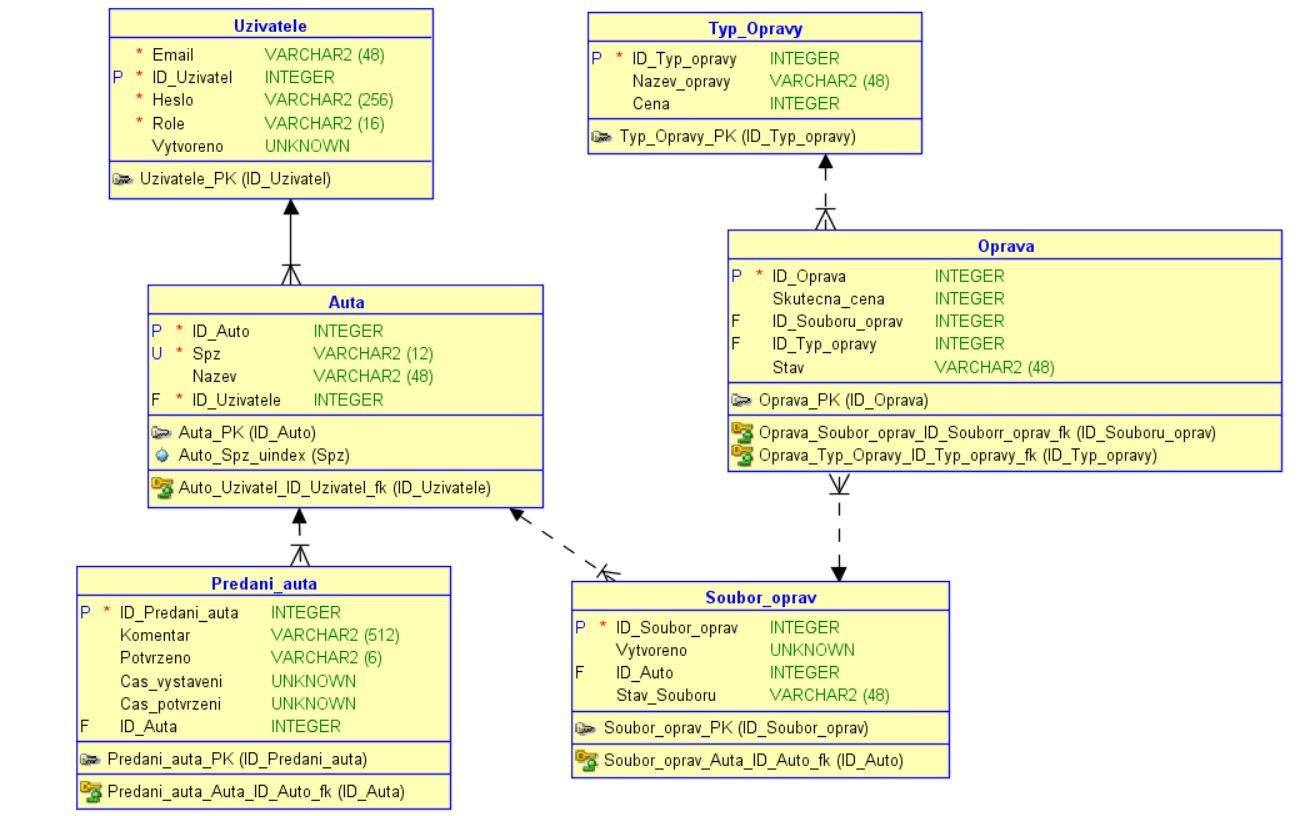 Uzivatele
* Email VARCHAR2 (48)
P * ID_Uzivatel INTEGER
* Heslo VARCHAR2 (256)
* Role VARCHAR2 (16)
Vytvoreno UNKNOWN
Uzivatele_PK (ID_Uzivatel)
Typ_Opravy
P * ID_Typ_opravy INTEGER
Nazev_opravy VARCHAR2 (48)
Cena INTEGER
Typ_Opravy_PK (ID_Typ_opravy)
Auta
P * ID_Auto INTEGER
U * Spz VARCHAR2 (12)
Nazev VARCHAR2 (48)
F * ID_Uzivatele INTEGER
Auta_PK (ID_Auto)
Auto_Spz_uindex (Spz)
Auto_Uzivatel_ID_Uzivatel_fk (ID_Uzivatele)
Oprava
P * ID_Oprava INTEGER
Skutecna_cena INTEGER
F ID_Souboru_oprav INTEGER
F ID_Typ_opravy INTEGER
Stav VARCHAR2 (48)
Oprava_PK (ID_Oprava)
Oprava_Soubor_oprav_ID_Souborr_oprav_fk (ID_Souboru_oprav)
Oprava_Typ_Opravy_ID_Typ_opravy_fk (ID_Typ_opravy)
Predani_auta
P * ID_Predani_auta INTEGER
Komentar VARCHAR2 (512)
Potvrzeno VARCHAR2 (6)
Cas_vystaveni UNKNOWN
Cas_potvrzeni UNKNOWN
F ID_Auta INTEGER
Predani_auta_PK (ID_Predani_auta)
Predani_auta_Auta_ID_Auto_fk (ID_Auta)
Soubor_oprav
P * ID_Soubor_oprav INTEGER
Vytvoreno UNKNOWN
F ID_Auto INTEGER
Stav_Souboru VARCHAR2 (48)
Soubor_oprav_PK (ID_Soubor_oprav)
Soubor_oprav_Auta_ID_Auto_fk (ID_Auto)